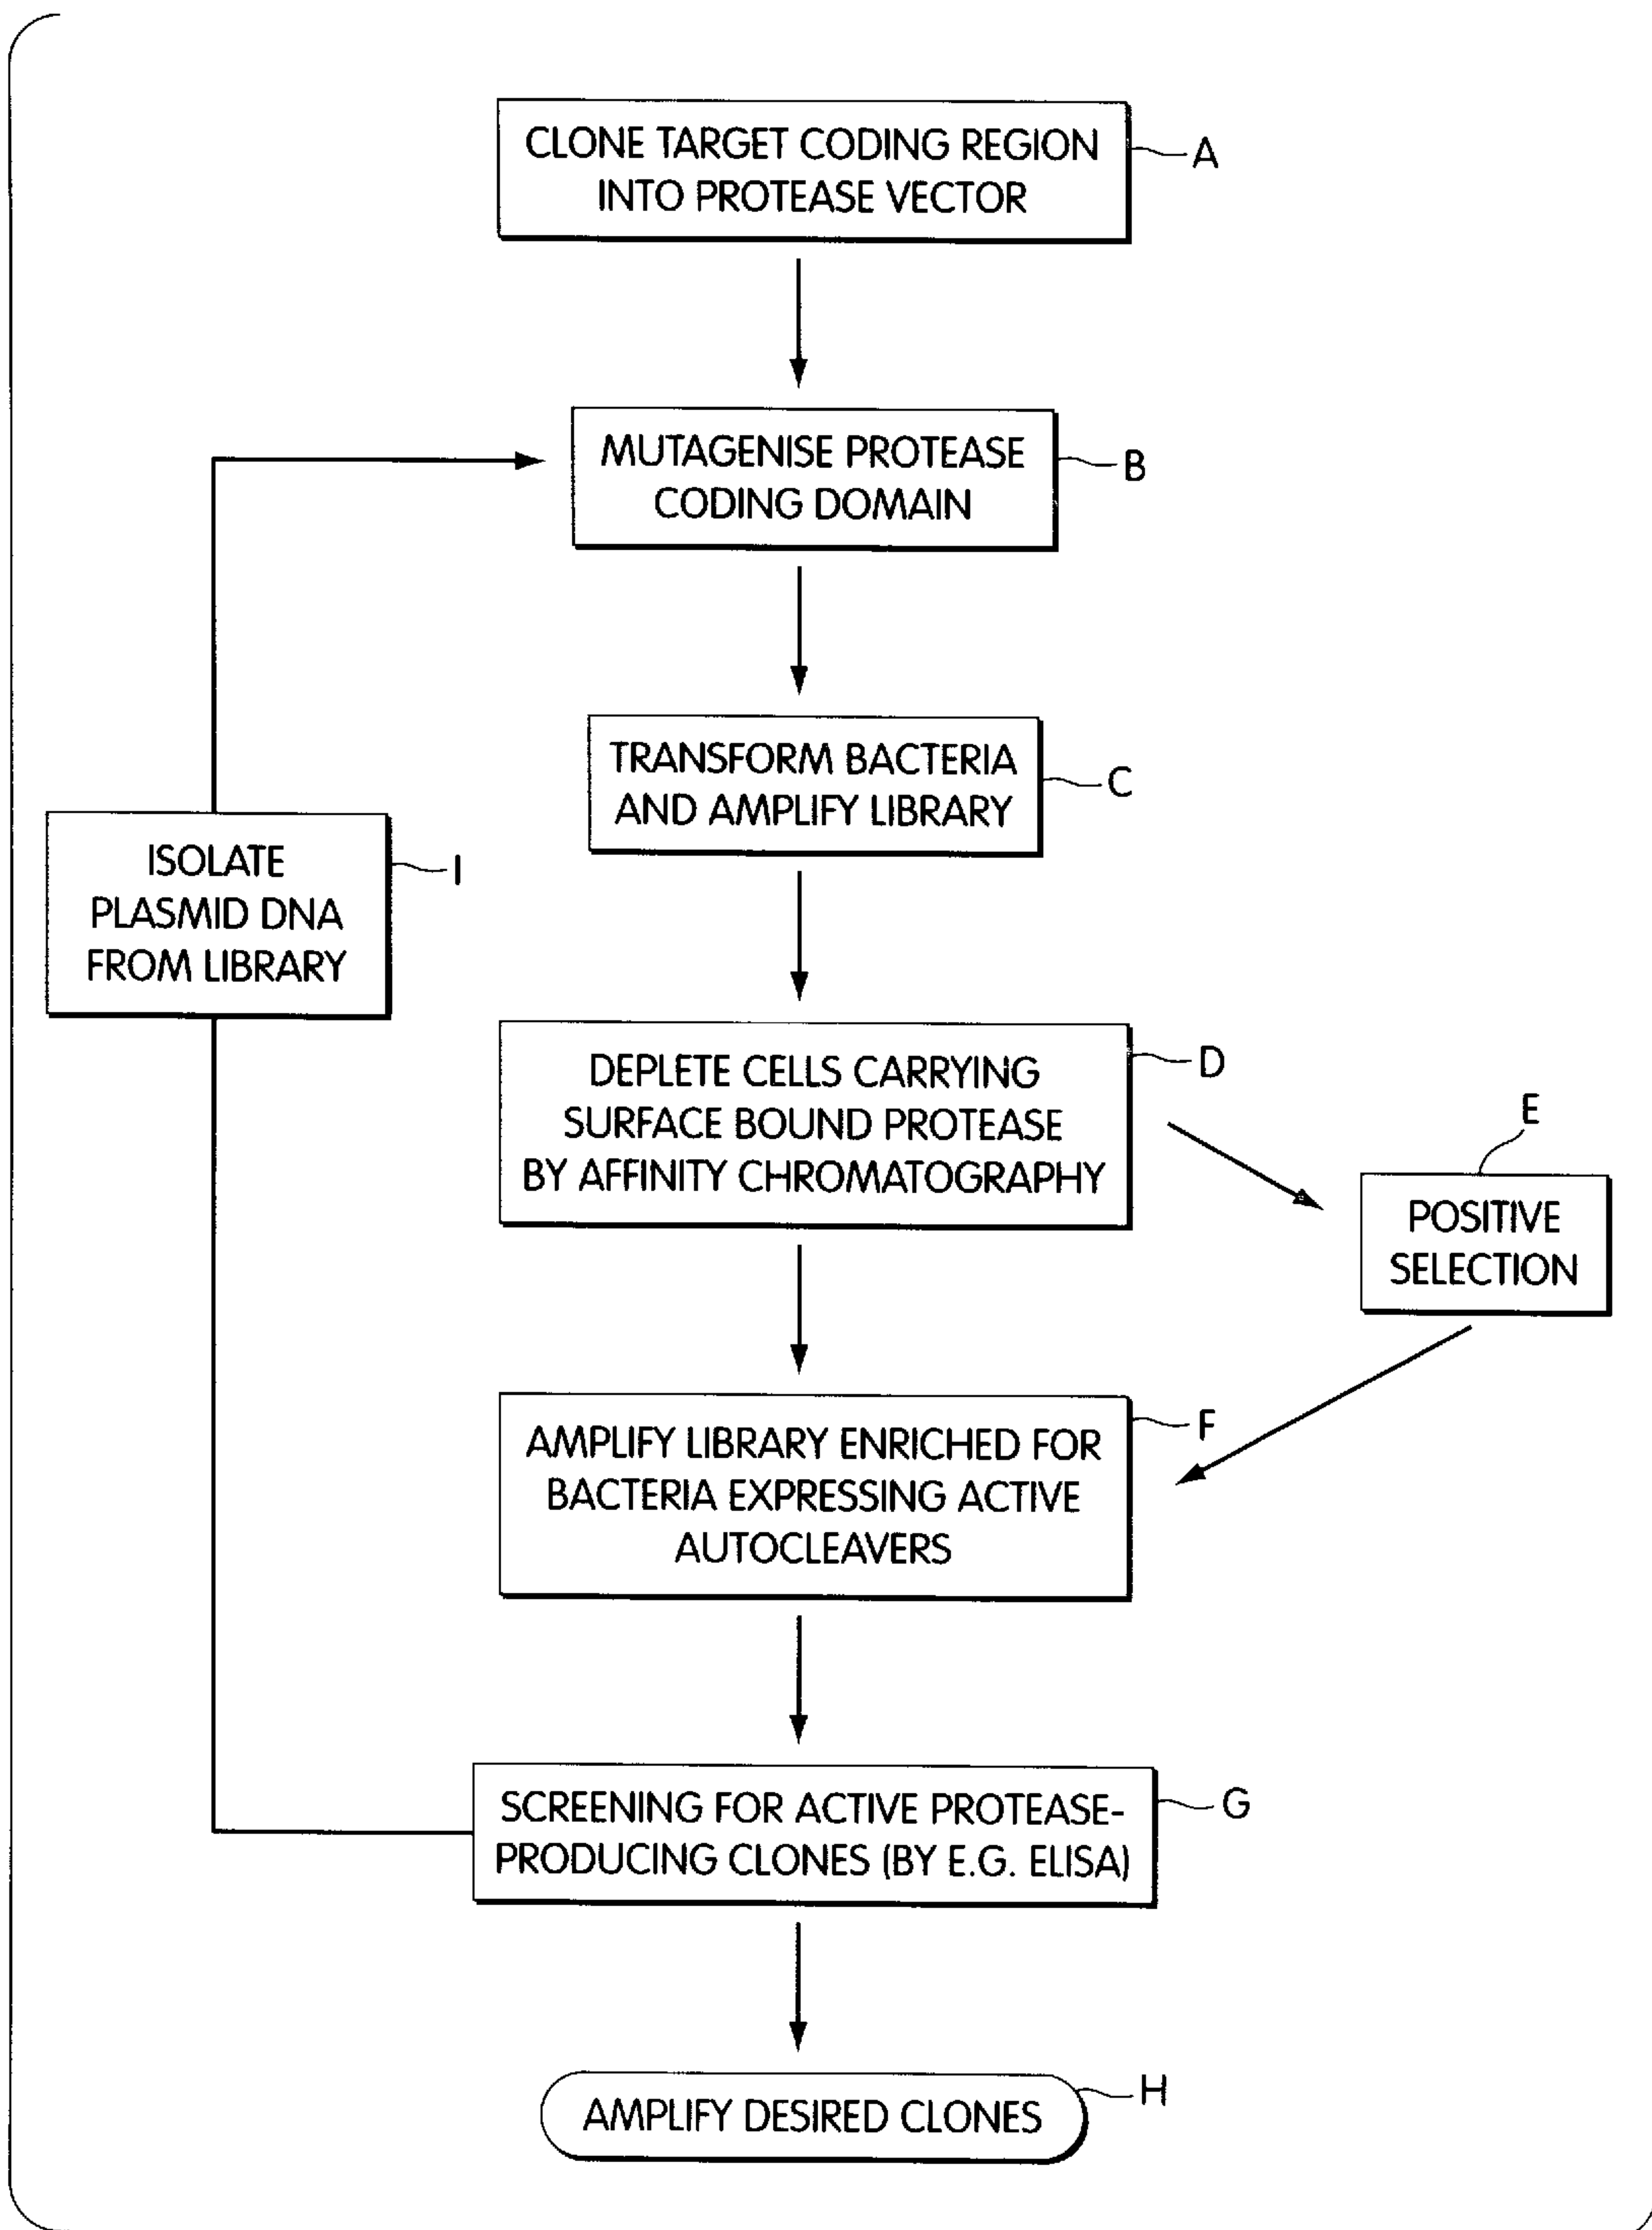 CLONE TARGET CODING REGION
INTO PROTEASE VECTOR
A
MUTAGENISE PROTEASE
CODING DOMAIN
B
TRANSFORM BACTERIA
AND AMPLIFY LIBRARY
C
ISOLATE
PLASMID DNA
FROM LIBRARY
I
DEPLETE CELLS CARRYING
SURFACE BOUND PROTEASE
BY AFFINITY CHROMATOGRAPHY
D
E
POSITIVE
SELECTION
AMPLIFY LIBRARY ENRICHED FOR
BACTERIA EXPRESSING ACTIVE
AUTOCLEAVERS
F
SCREENING FOR ACTIVE PROTEASE-
PRODUCING CLONES (BY E.G. ELISA)
G
AMPLIFY DESIRED CLONES
H